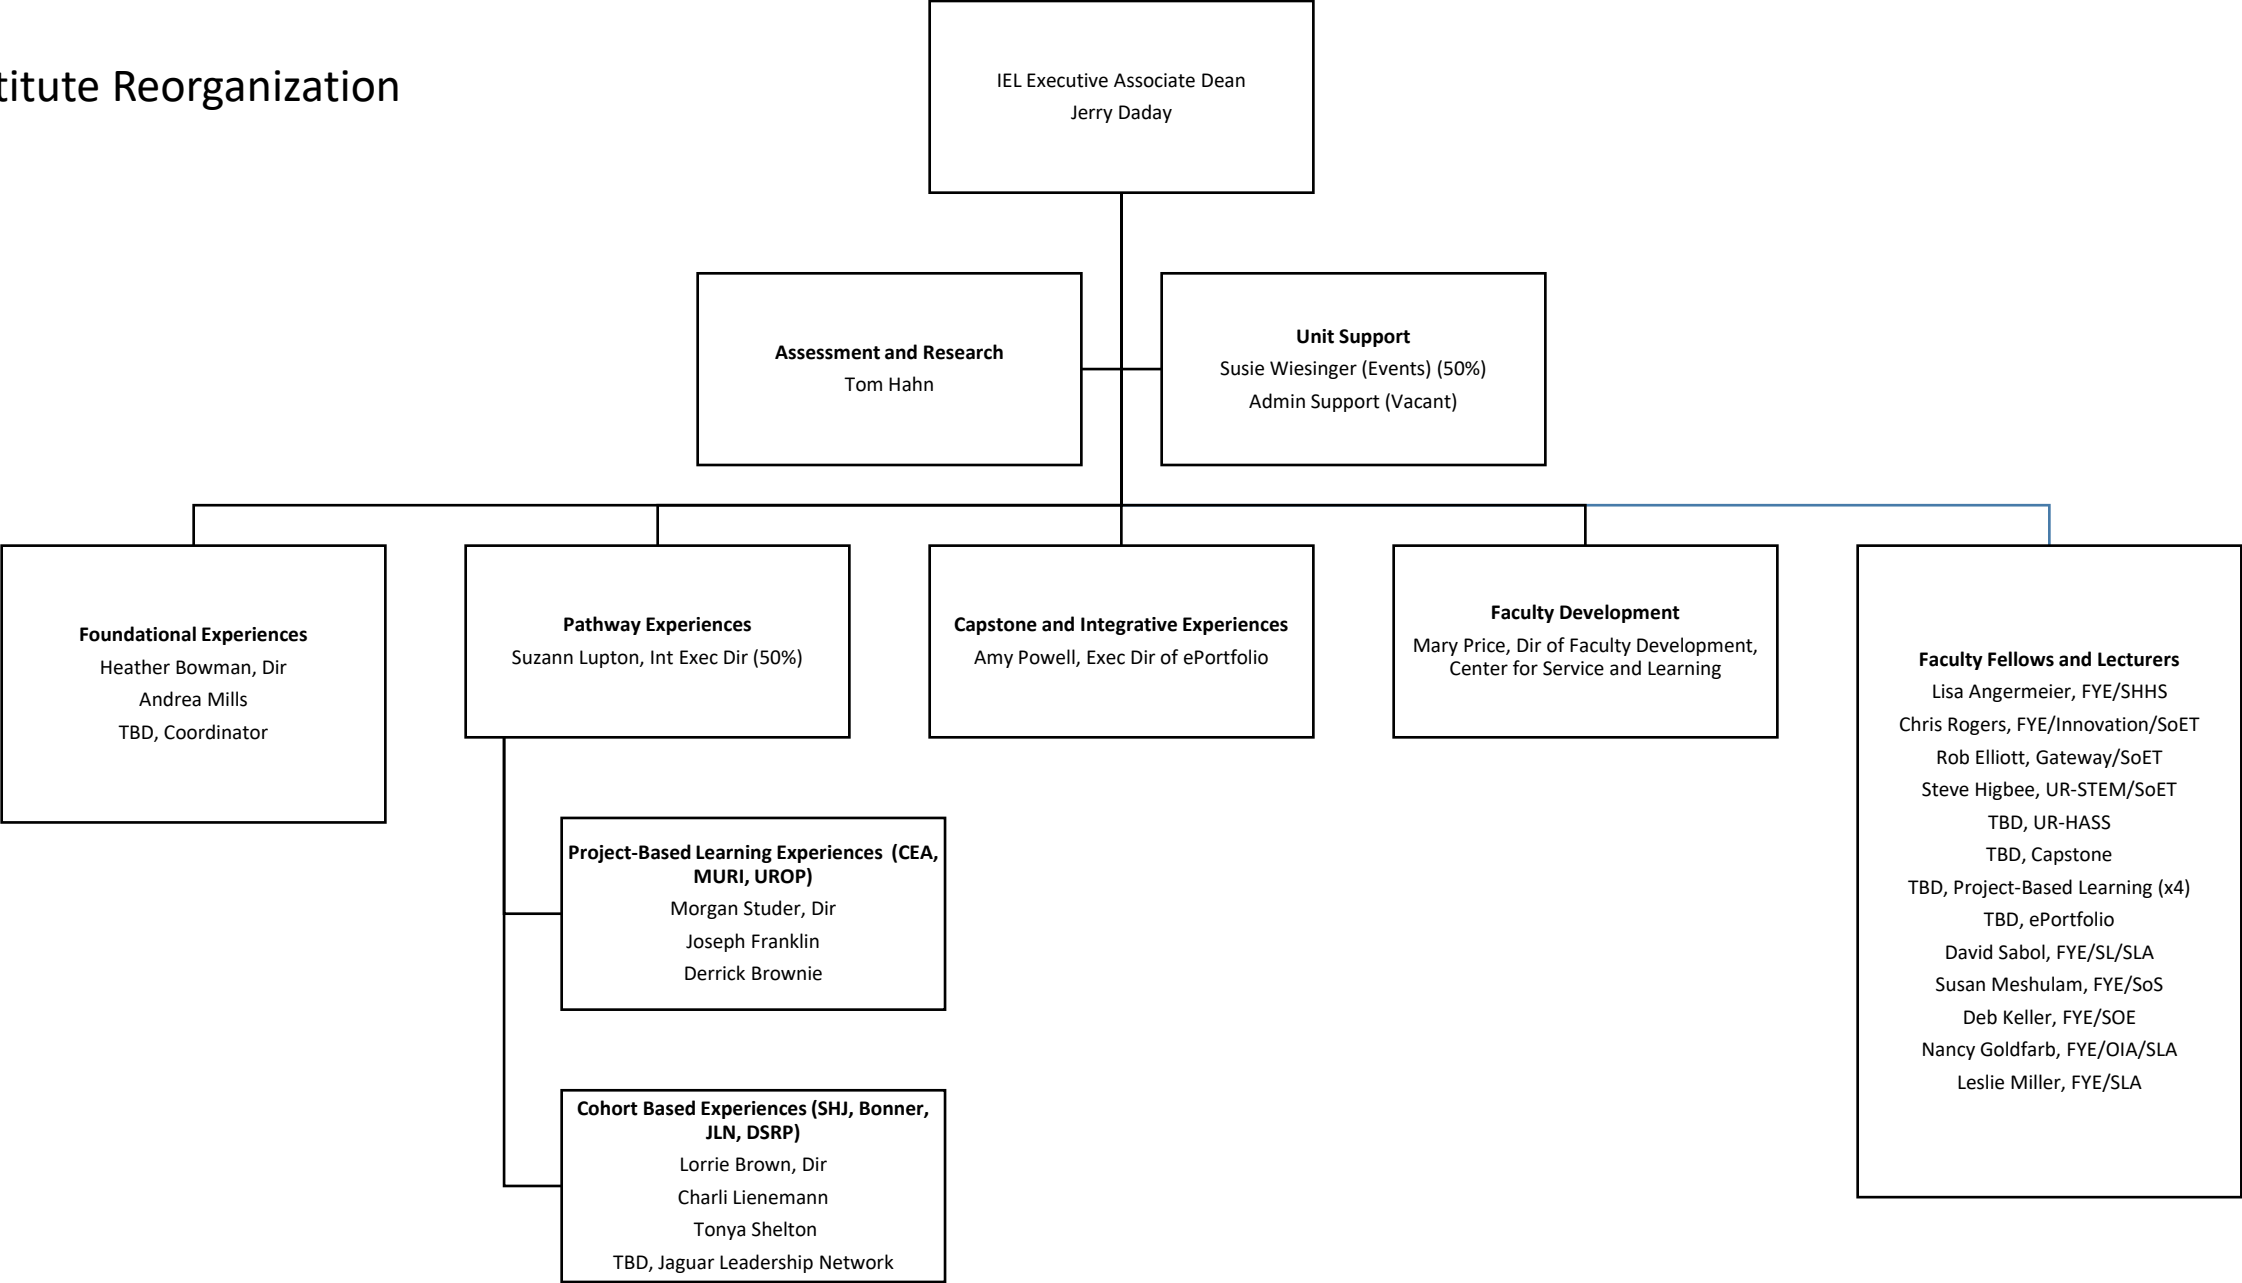 titute Reorganization
IEL Executive Associate Dean
Jerry Daday
Assessment and Research
Tom Hahn
Unit Support
Susie Wiesinger (Events) (50%)
Admin Support (Vacant)
Foundational Experiences
Heather Bowman, Dir
Andrea Mills
TBD, Coordinator
Pathway Experiences
Suzann Lupton, Int Exec Dir (50%)
Capstone and Integrative Experiences
Amy Powell, Exec Dir of ePortfolio
Faculty Development
Mary Price, Dir of Faculty Development,
Center for Service and Learning
Faculty Fellows and Lecturers
Lisa Angermeier, FYE/SHHS
Chris Rogers, FYE/Innovation/SoET
Rob Elliott, Gateway/SoET
Steve Higbee, UR-STEM/SoET
TBD, UR-HASS
TBD, Capstone
TBD, Project-Based Learning (x4)
TBD, ePortfolio
David Sabol, FYE/SL/SLA
Susan Meshulam, FYE/SoS
Deb Keller, FYE/SOE
Nancy Goldfarb, FYE/OIA/SLA
Leslie Miller, FYE/SLA
Project-Based Learning Experiences (CEA,
MURI, UROP)
Morgan Studer, Dir
Joseph Franklin
Derrick Brownie
Cohort Based Experiences (SHJ, Bonner,
JLN, DSRP)
Lorrie Brown, Dir
Charli Lienemann
Tonya Shelton
TBD, Jaguar Leadership Network